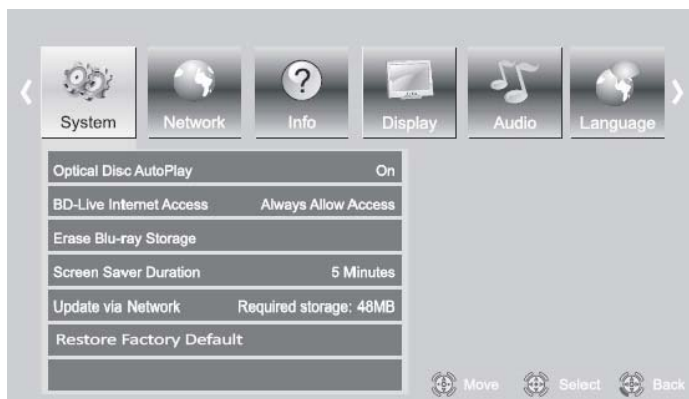 System Network Info Display Audio Language
Optical Disc AutoPlay On
BD-Live Internet Access Always Allow Access
Erase Blu-ray Storage
Screen Saver Duration 5 Minutes
Update via Network Required storage: 48MB
Restore Factory Default
Move Select Back